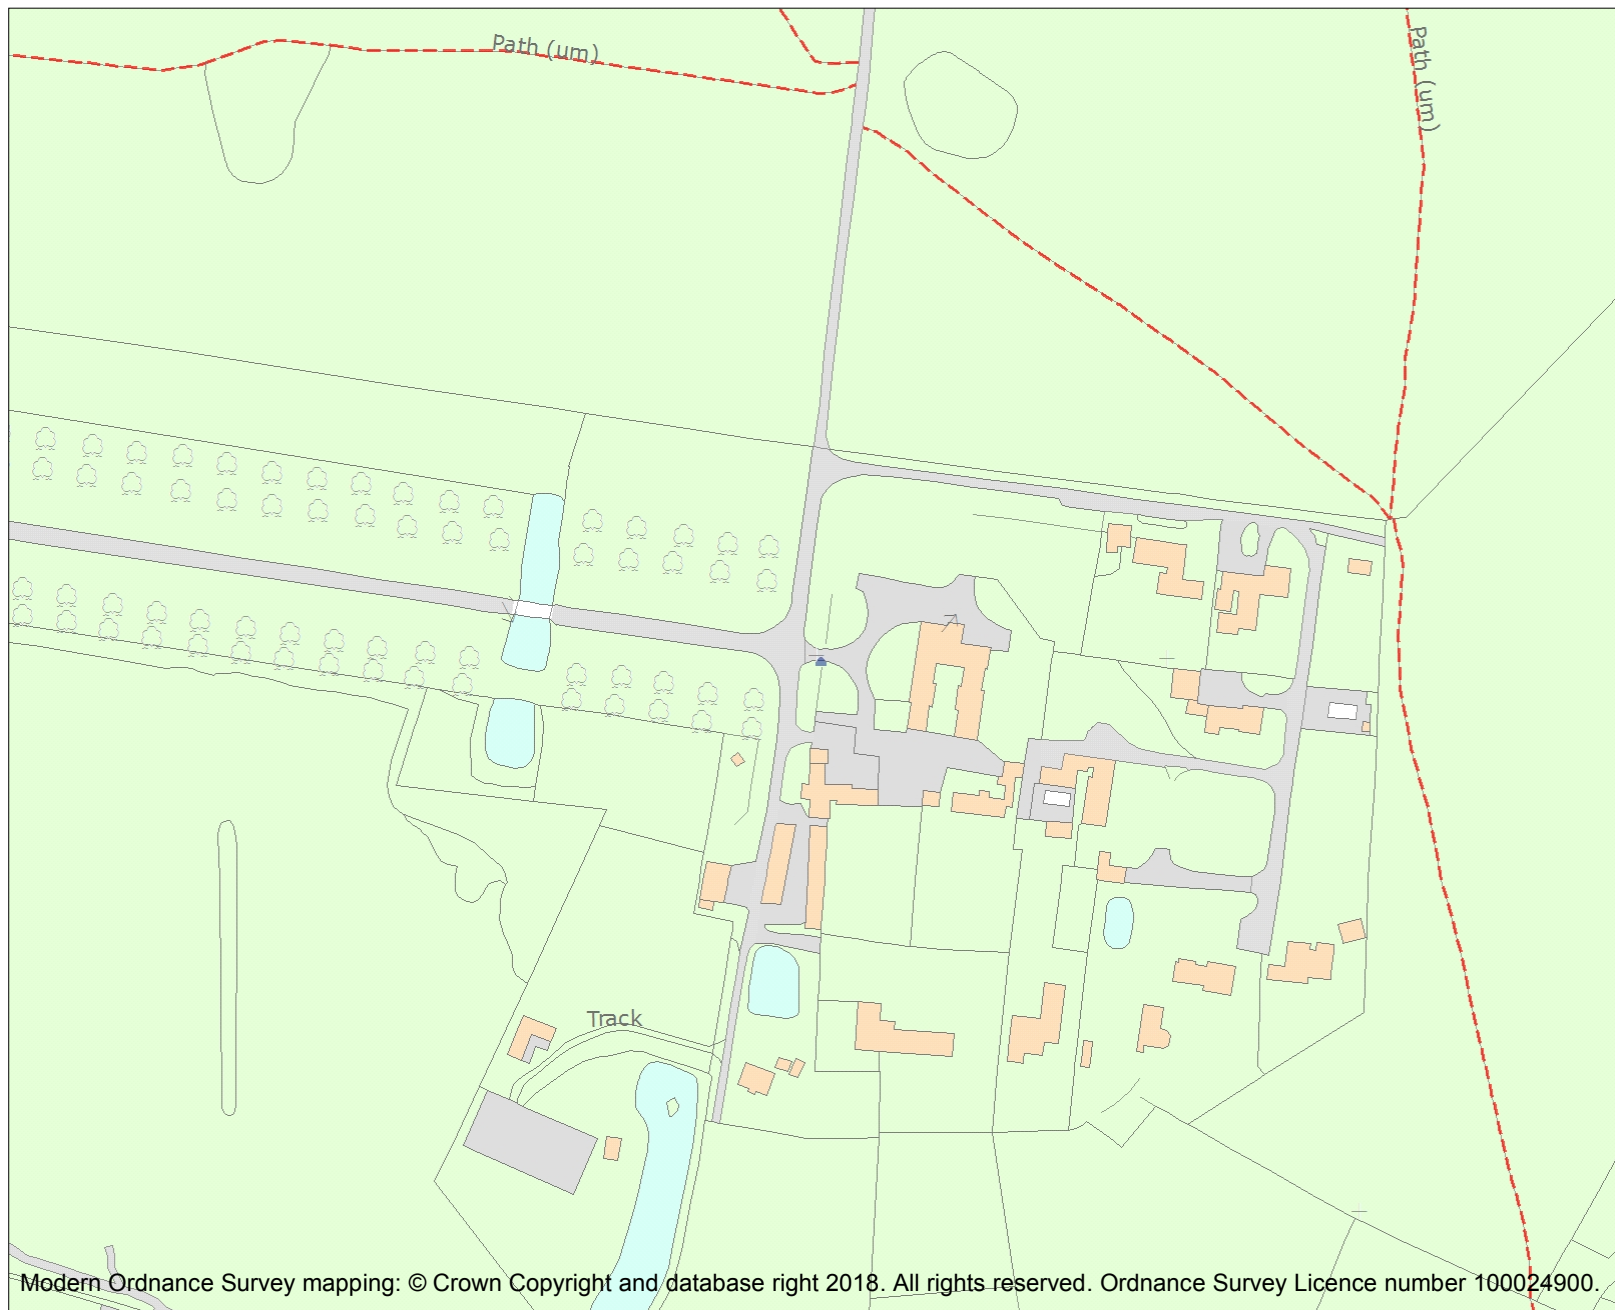 Path (um)
Path (um)
Track
Modern Ordnance Survey mapping: © Crown Copyright and database right 2018. All rights reserved. Ordnance Survey Licence number 100024900.